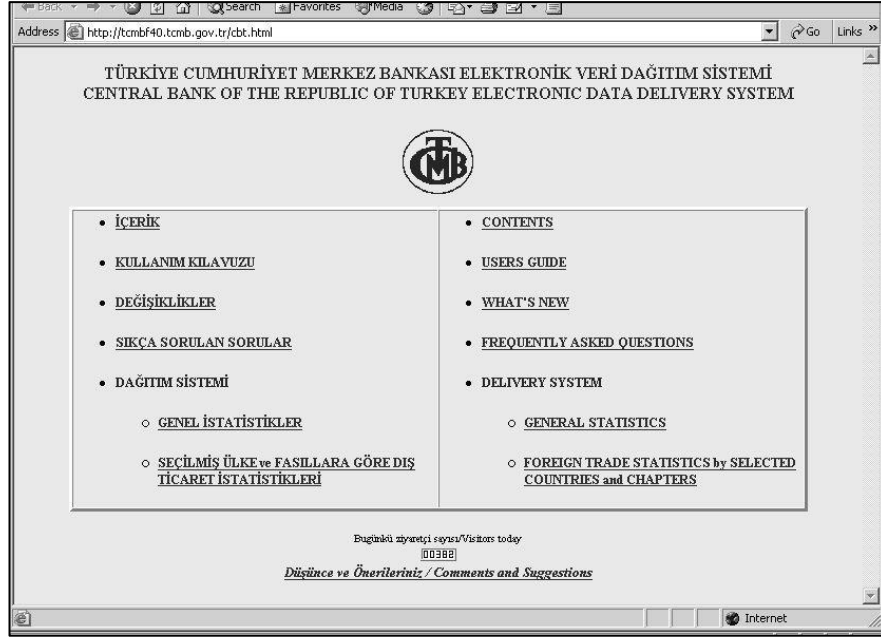 Back Search Favorites Media
Address http://tcmbf40.tcmb.gov.tr/cbt.html Go Links »
TÜRKİYE CUMHURİYET MERKEZ BANKASI ELEKTRONİK VERİ DAĞITIM SİSTEMİ
CENTRAL BANK OF THE REPUBLIC OF TURKEY ELECTRONIC DATA DELIVERY SYSTEM
TCMB
• İÇERİK
• KULLANIM KILAVUZU
• DEĞİŞİKLİKLER
• SIKÇA SORULAN SORULAR
• DAĞITIM SİSTEMİ
○ GENEL İSTATİSTİKLER
○ SEÇİLMİŞ ÜLKE ve FASILLARA GÖRE DIŞ
TİCARET İSTATİSTİKLERİ
• CONTENTS
• USERS GUIDE
• WHAT'S NEW
• FREQUENTLY ASKED QUESTIONS
• DELIVERY SYSTEM
○ GENERAL STATISTICS
○ FOREIGN TRADE STATISTICS by SELECTED
COUNTRIES and CHAPTERS
Bugünkü ziyaretçi sayısı/Visitors today
00382
Düşünce ve Önerileriniz / Comments and Suggestions
Internet